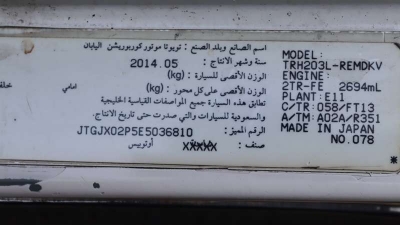 اسم الصانع وبلد الصنع : تويوتا موتور كوربوريشن اليابان
سنة وشهر الانتاج : 2014.05
الوزن الأقصى للسيارة : (kg)
الوزن الأقصى على كل محور : (kg) امامي
تطابق هذه السيارة جميع المواصفات القياسية الخليجية
والسعودية للسيارات والتي صدرت حتى تاريخ الانتاج.
الرقم المميز : JTGJX02P5E5036810
صنف : XXXXX أوتوبيس
MODEL:
TRH203L-REMDKV
ENGINE:
2TR-FE 2694mL
PLANT: E11
C/TR: 058/FT13
A/TM: A02A/R351
MADE IN JAPAN
NO.078
*